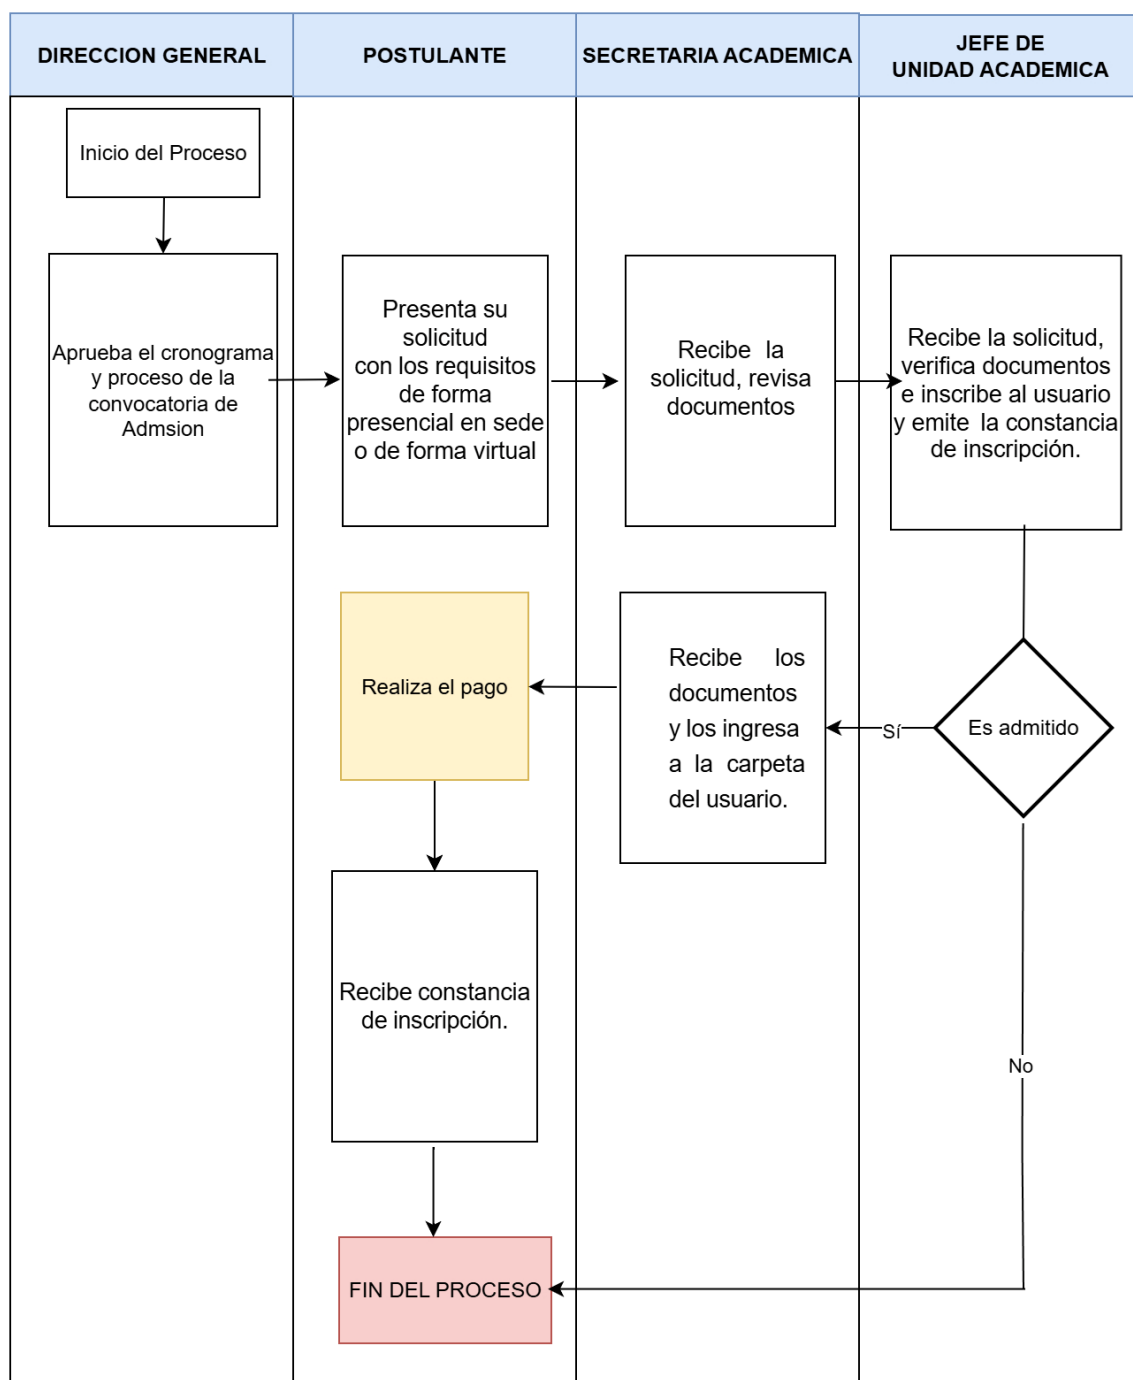 DIRECCION GENERAL
POSTULANTE
SECRETARIA ACADEMICA
JEFE DE
UNIDAD ACADEMICA
Inicio del Proceso
Aprueba el cronograma
y proceso de la
convocatoria de
Admsion
Presenta su
solicitud
con los requisitos
de forma
presencial en sede
o de forma virtual
Recibe la
solicitud, revisa
documentos
Recibe la solicitud,
verifica documentos
e inscribe al usuario
y emite la constancia
de inscripción.
Realiza el pago
Recibe los
documentos
y los ingresa
a la carpeta
del usuario.
Sí
Es admitido
Recibe constancia
de inscripción.
No
FIN DEL PROCESO